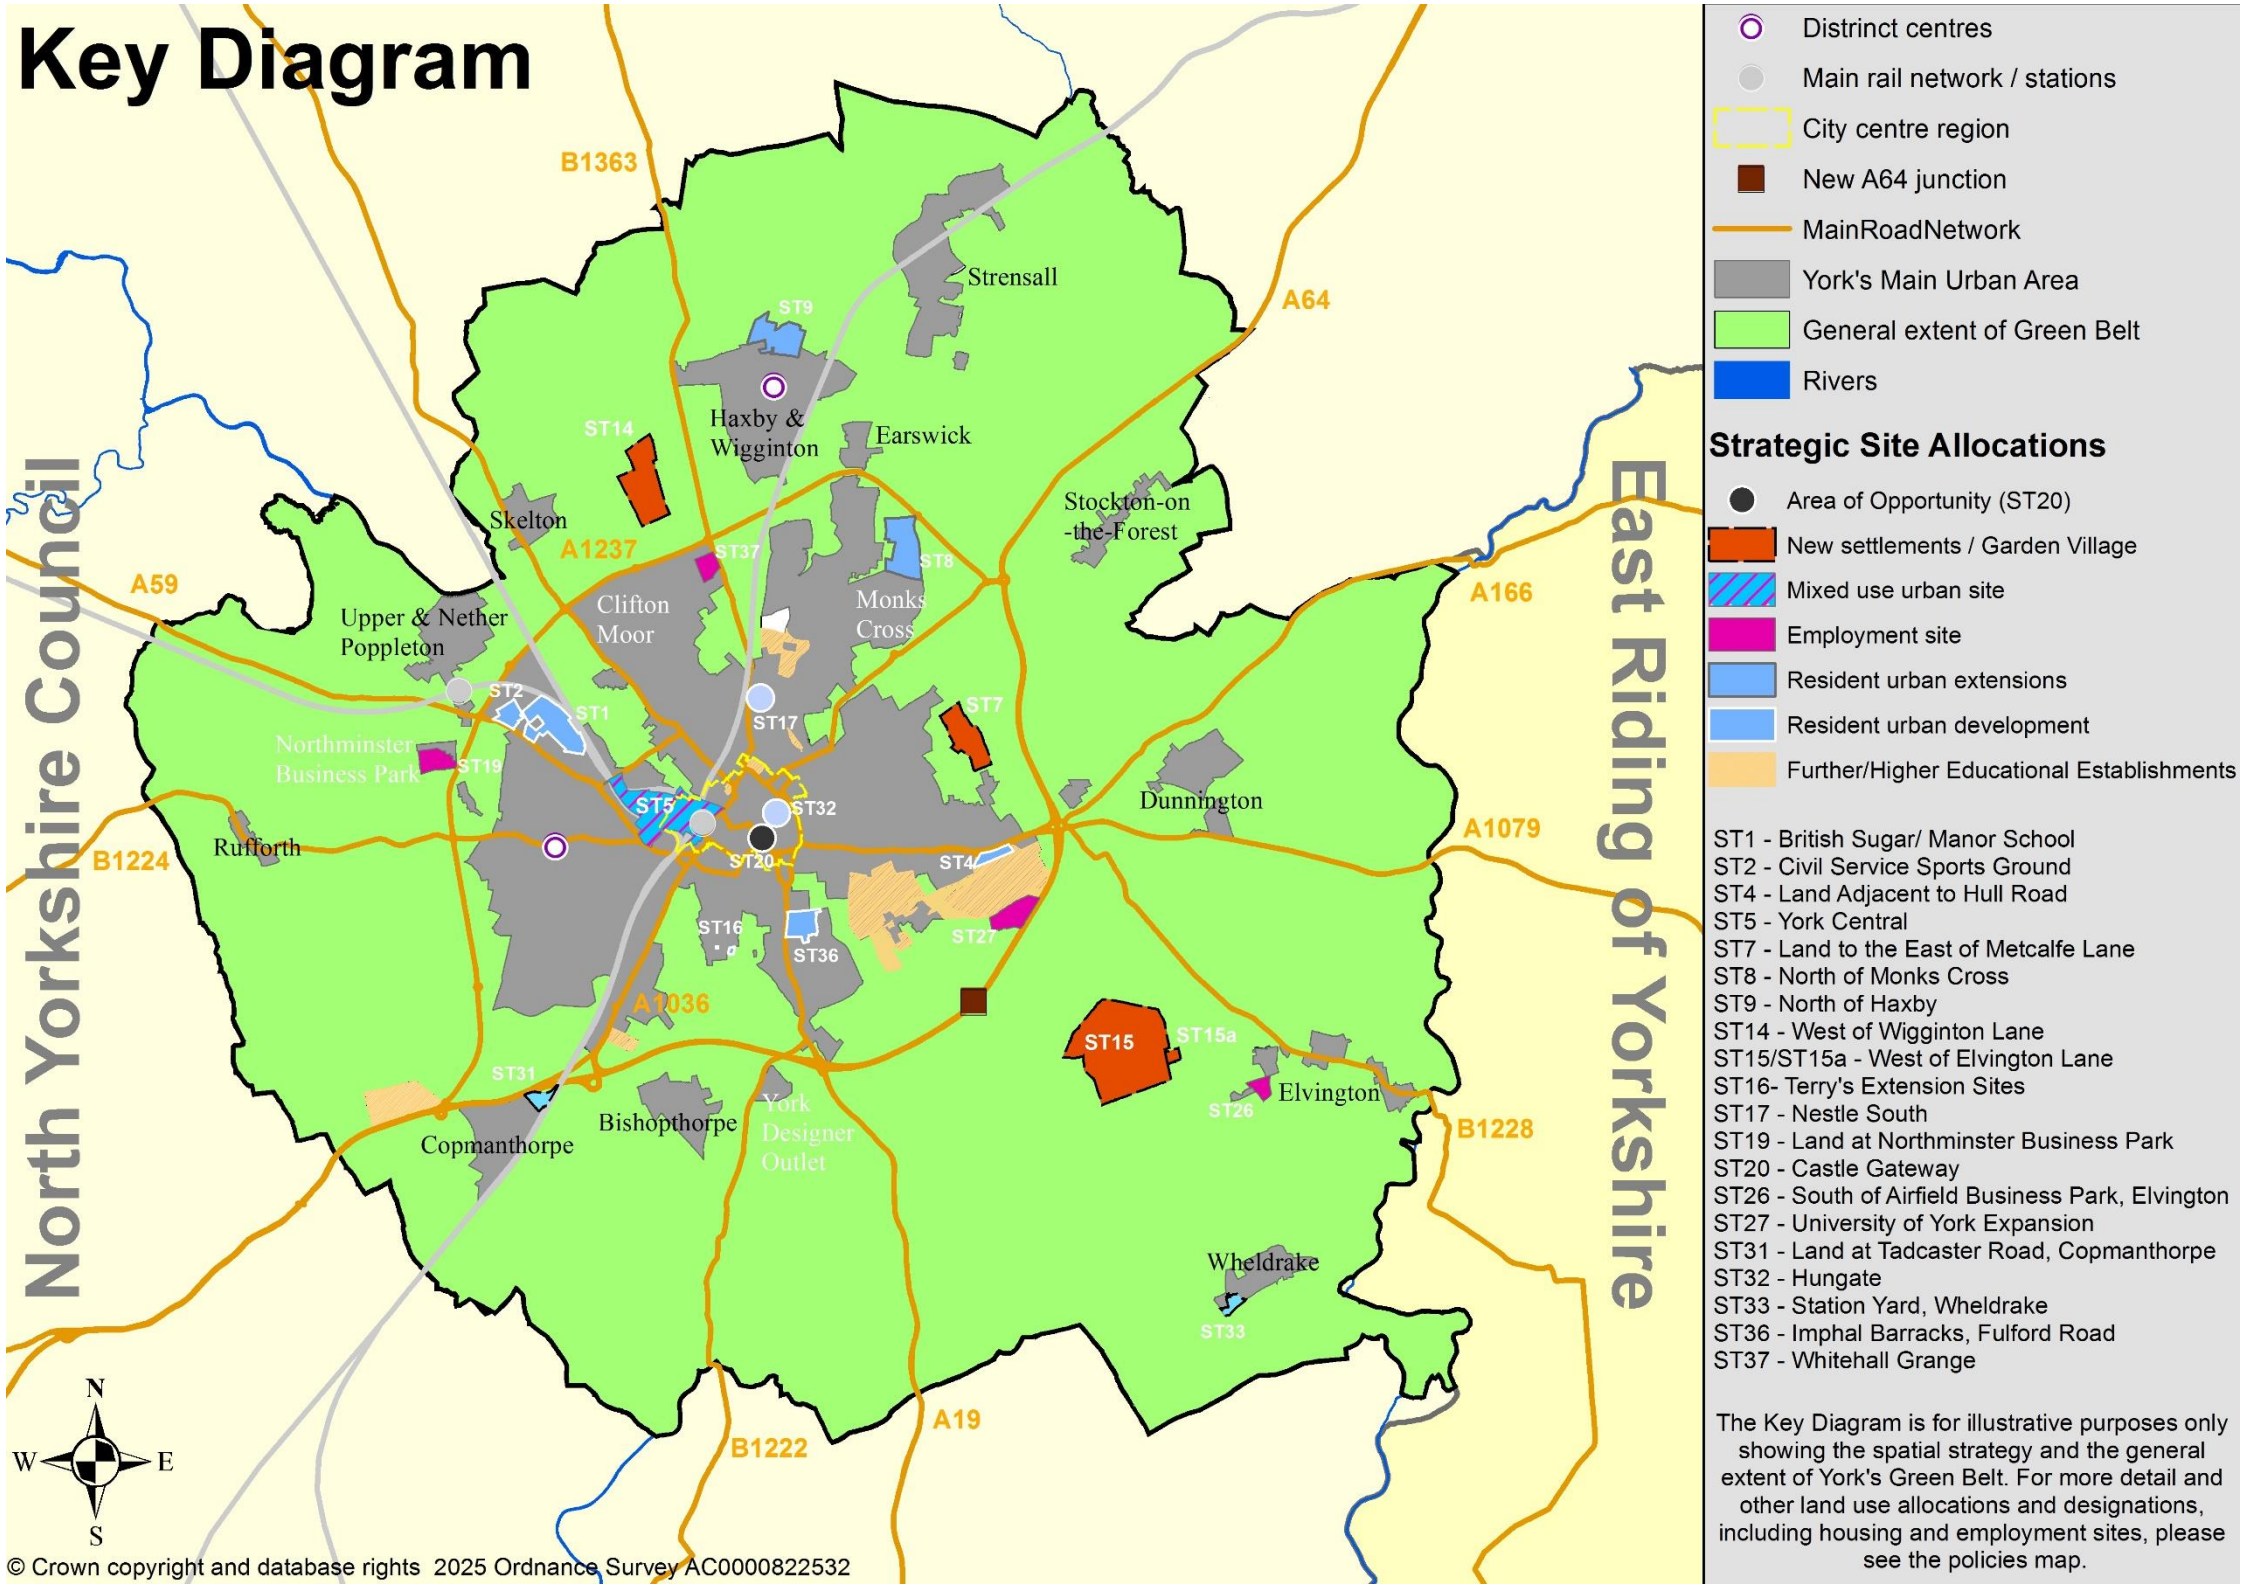 Key Diagram
B1363
Strensall
A64
ST9
Haxby &
Wigginton
ST14
Earswick
Skelton
Stockton-on
-the-Forest
A1237
ST37
ST8
A59
A166
Clifton
Moor
Monks
Cross
Upper & Nether
Poppleton
ST2
ST1
ST17
ST7
Northminster
Business Park
ST19
ST5
ST32
Dunnington
Rufforth
B1224
ST20
ST4
A1079
ST16
ST36
ST27
A1036
ST15
ST15a
ST31
Elvington
ST26
Bishopthorpe
York
Designer
Outlet
Copmanthorpe
B1228
Wheldrake
ST33
A19
B1222
North Yorkshire Council
East Riding of Yorkshire
N
W
E
S
© Crown copyright and database rights 2025 Ordnance Survey AC0000822532
Distrinct centres
Main rail network / stations
City centre region
New A64 junction
MainRoadNetwork
York's Main Urban Area
General extent of Green Belt
Rivers
Strategic Site Allocations
Area of Opportunity (ST20)
New settlements / Garden Village
Mixed use urban site
Employment site
Resident urban extensions
Resident urban development
Further/Higher Educational Establishments
ST1 - British Sugar/ Manor School
ST2 - Civil Service Sports Ground
ST4 - Land Adjacent to Hull Road
ST5 - York Central
ST7 - Land to the East of Metcalfe Lane
ST8 - North of Monks Cross
ST9 - North of Haxby
ST14 - West of Wigginton Lane
ST15/ST15a - West of Elvington Lane
ST16- Terry's Extension Sites
ST17 - Nestle South
ST19 - Land at Northminster Business Park
ST20 - Castle Gateway
ST26 - South of Airfield Business Park, Elvington
ST27 - University of York Expansion
ST31 - Land at Tadcaster Road, Copmanthorpe
ST32 - Hungate
ST33 - Station Yard, Wheldrake
ST36 - Imphal Barracks, Fulford Road
ST37 - Whitehall Grange
The Key Diagram is for illustrative purposes only
showing the spatial strategy and the general
extent of York's Green Belt. For more detail and
other land use allocations and designations,
including housing and employment sites, please
see the policies map.